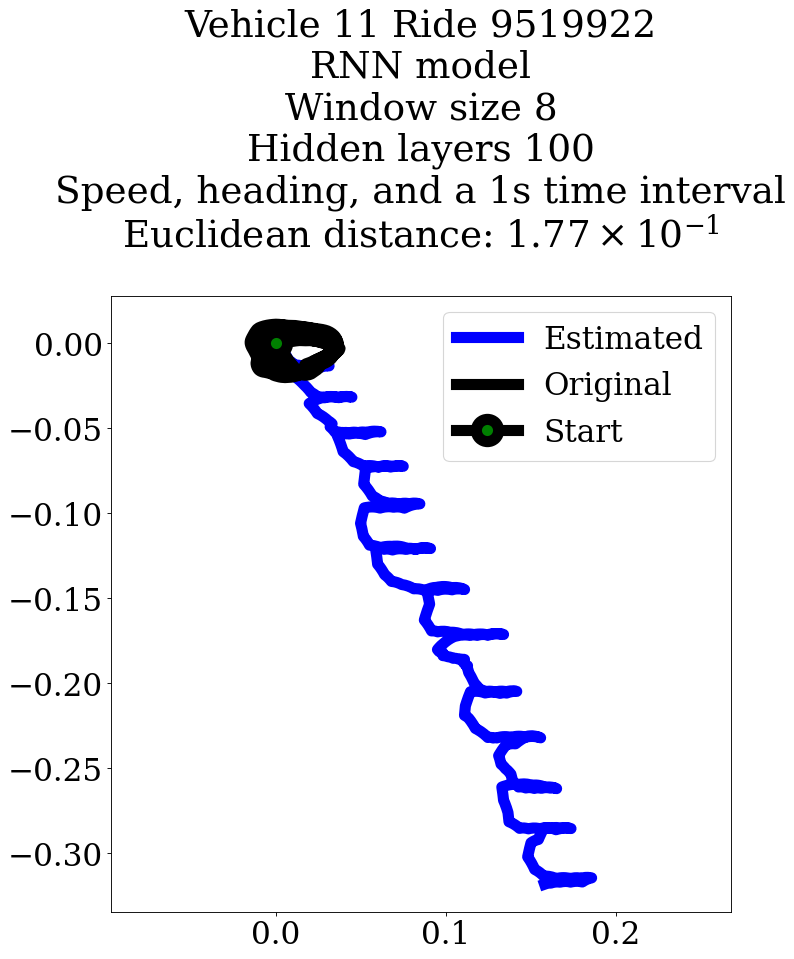 Vehicle 11 Ride 9519922
RNN model
Window size 8
Hidden layers 100
Speed, heading, and a 1s time interval
Euclidean distance: 1.77 × 10⁻¹
Estimated
Original
Start
0.00
−0.05
−0.10
−0.15
−0.20
−0.25
−0.30
0.0 0.1 0.2